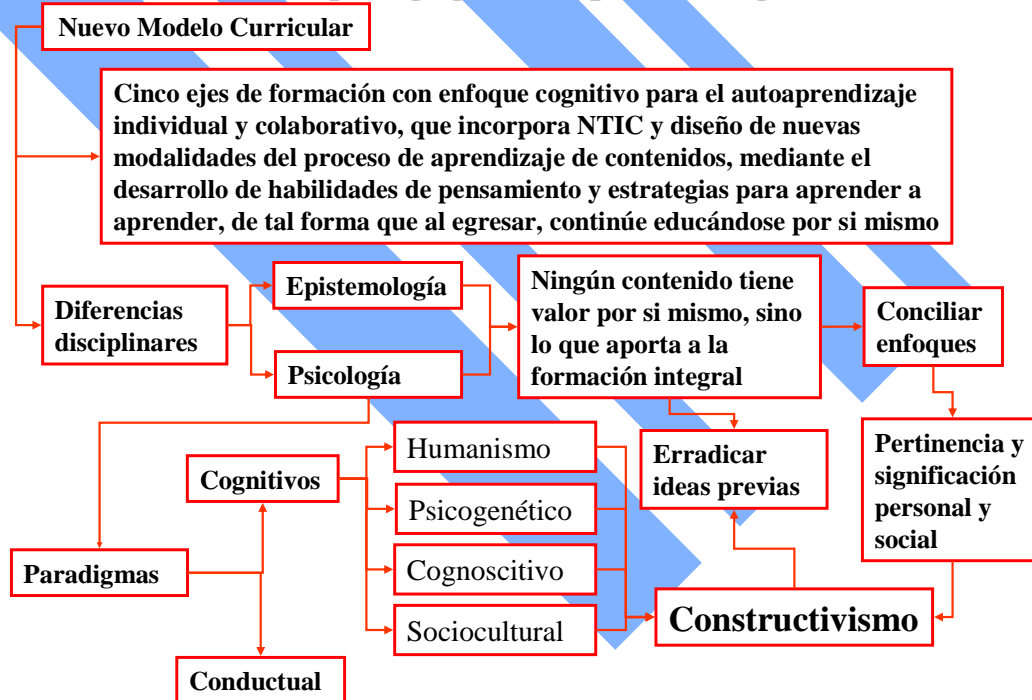 Nuevo Modelo Curricular
Cinco ejes de formación con enfoque cognitivo para el autoaprendizaje
individual y colaborativo, que incorpora NTIC y diseño de nuevas
modalidades del proceso de aprendizaje de contenidos, mediante el
desarrollo de habilidades de pensamiento y estrategias para aprender a
aprender, de tal forma que al egresar, continúe educándose por si mismo
Diferencias
disciplinares
Epistemología
Psicología
Ningún contenido tiene
valor por si mismo, sino
lo que aporta a la
formación integral
Conciliar
enfoques
Paradigmas
Cognitivos
Conductual
Humanismo
Psicogenético
Cognoscitivo
Sociocultural
Erradicar
ideas previas
Pertinencia y
significación
personal y
social
Constructivismo